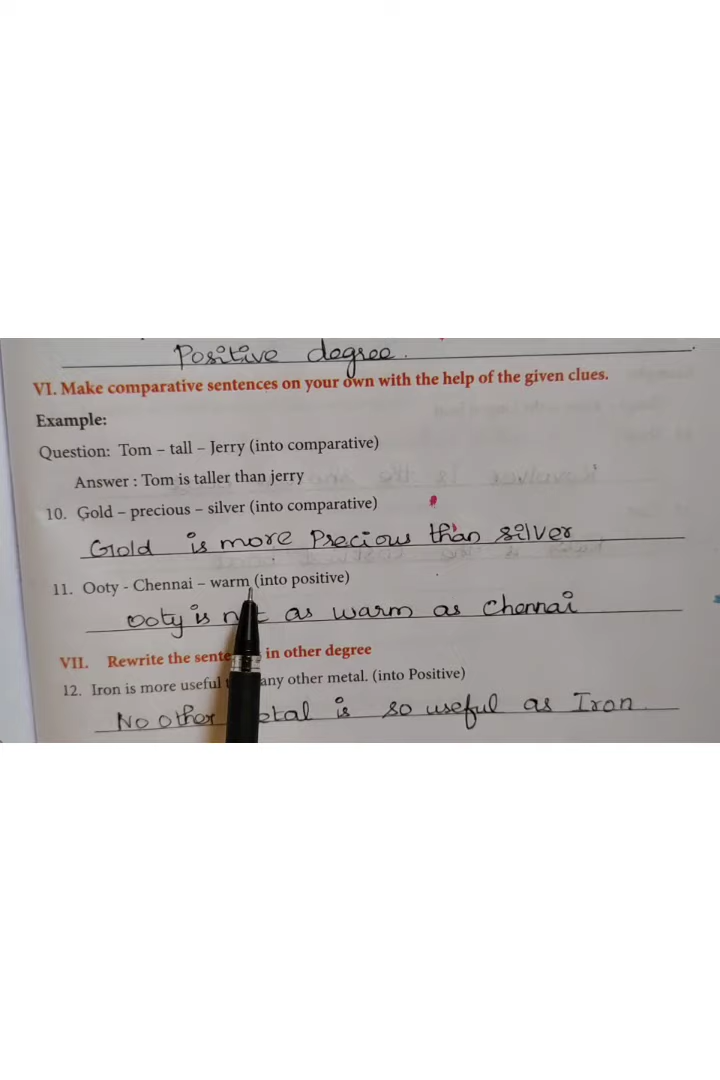 Positive degree.
VI. Make comparative sentences on your own with the help of the given clues.
Example:
Question: Tom – tall – Jerry (into comparative)
Answer : Tom is taller than jerry
10. Gold – precious – silver (into comparative)
Gold is more Precious than silver
11. Ooty - Chennai – warm (into positive)
Ooty is not as warm as Chennai
VII. Rewrite the in other degree
12. Iron is more useful any other metal. (into Positive)
No other is so useful as Iron.